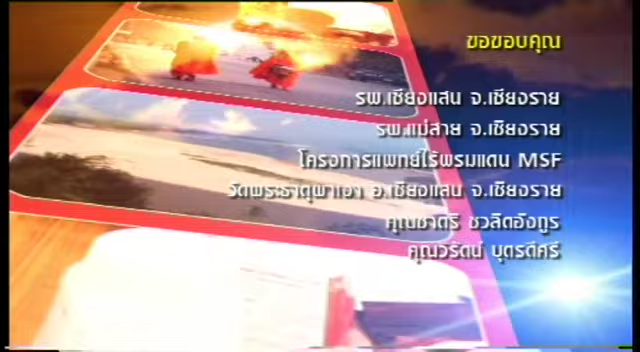 ขอขอบคุณ
รพ.เชียงแสน จ.เชียงราย
รพ.แม่สาย จ.เชียงราย
โครงการแพทย์ไร้พรมแดน MSF
วัดพระธาตุผาเงา อ.เชียงแสน จ.เชียงราย
คุณชาตรี ชวลิตอังกูร
คุณวรัตน์ บุตรดีศรี